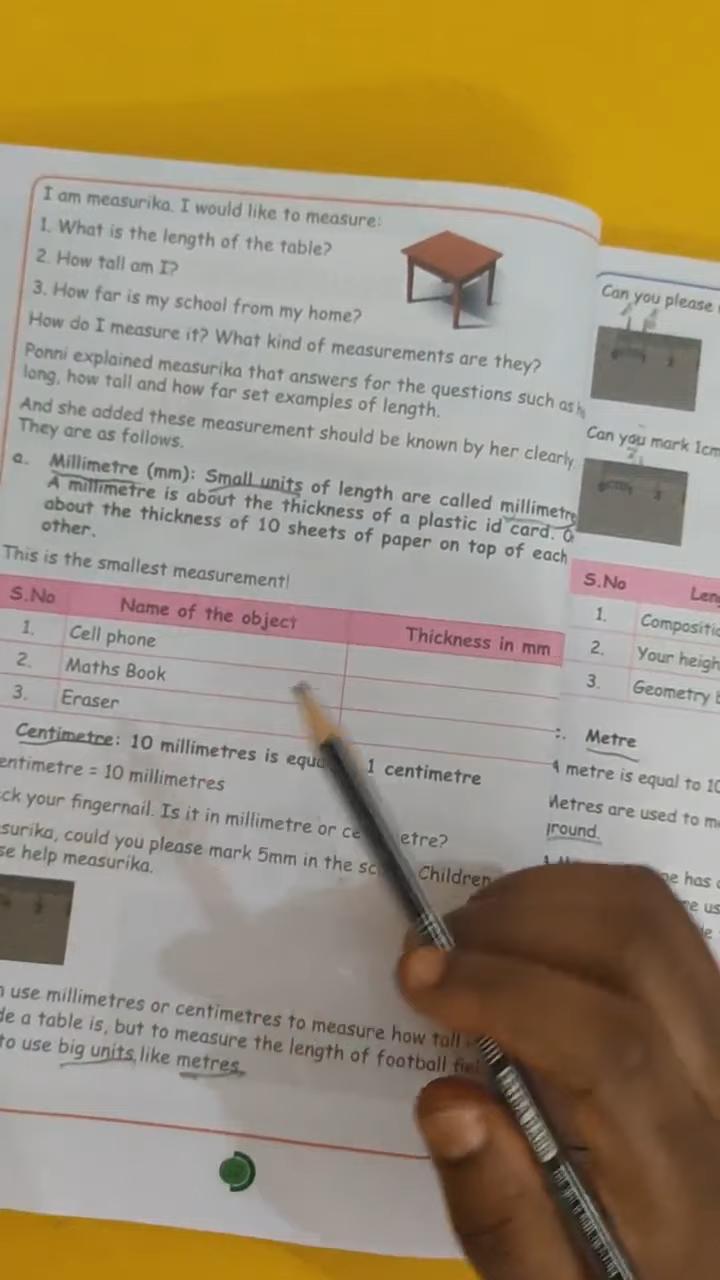 I am measurika. I would like to measure:
1. What is the length of the table?
2. How tall am I?
3. How far is my school from my home?
How do I measure it? What kind of measurements are they?
Ponni explained measurika that answers for the questions such as
long, how tall and how far set examples of length.
And she added these measurement should be known by her clearly.
They are as follows.
a. Millimetre (mm): Small units of length are called millimetre
A millimetre is about the thickness of a plastic id card. O
about the thickness of 10 sheets of paper on top of each
other.
This is the smallest measurement!
S.No Name of the object Thickness in mm
1. Cell phone
2. Maths Book
3. Eraser
Centimetre: 10 millimetres is 1 centimetre
entimetre = 10 millimetres
ck your fingernail. Is it in millimetre or ce etre?
surika, could you please mark 5mm in the sc Children
se help measurika.
use millimetres or centimetres to measure how tall
de a table is, but to measure the length of football
to use big units, like metres.
Can you please
Can you mark 1cm
S.No Len
1. Compositi
2. Your heigh
3. Geometry b
Metre
A metre is equal to 10
Metres are used to m
ground.